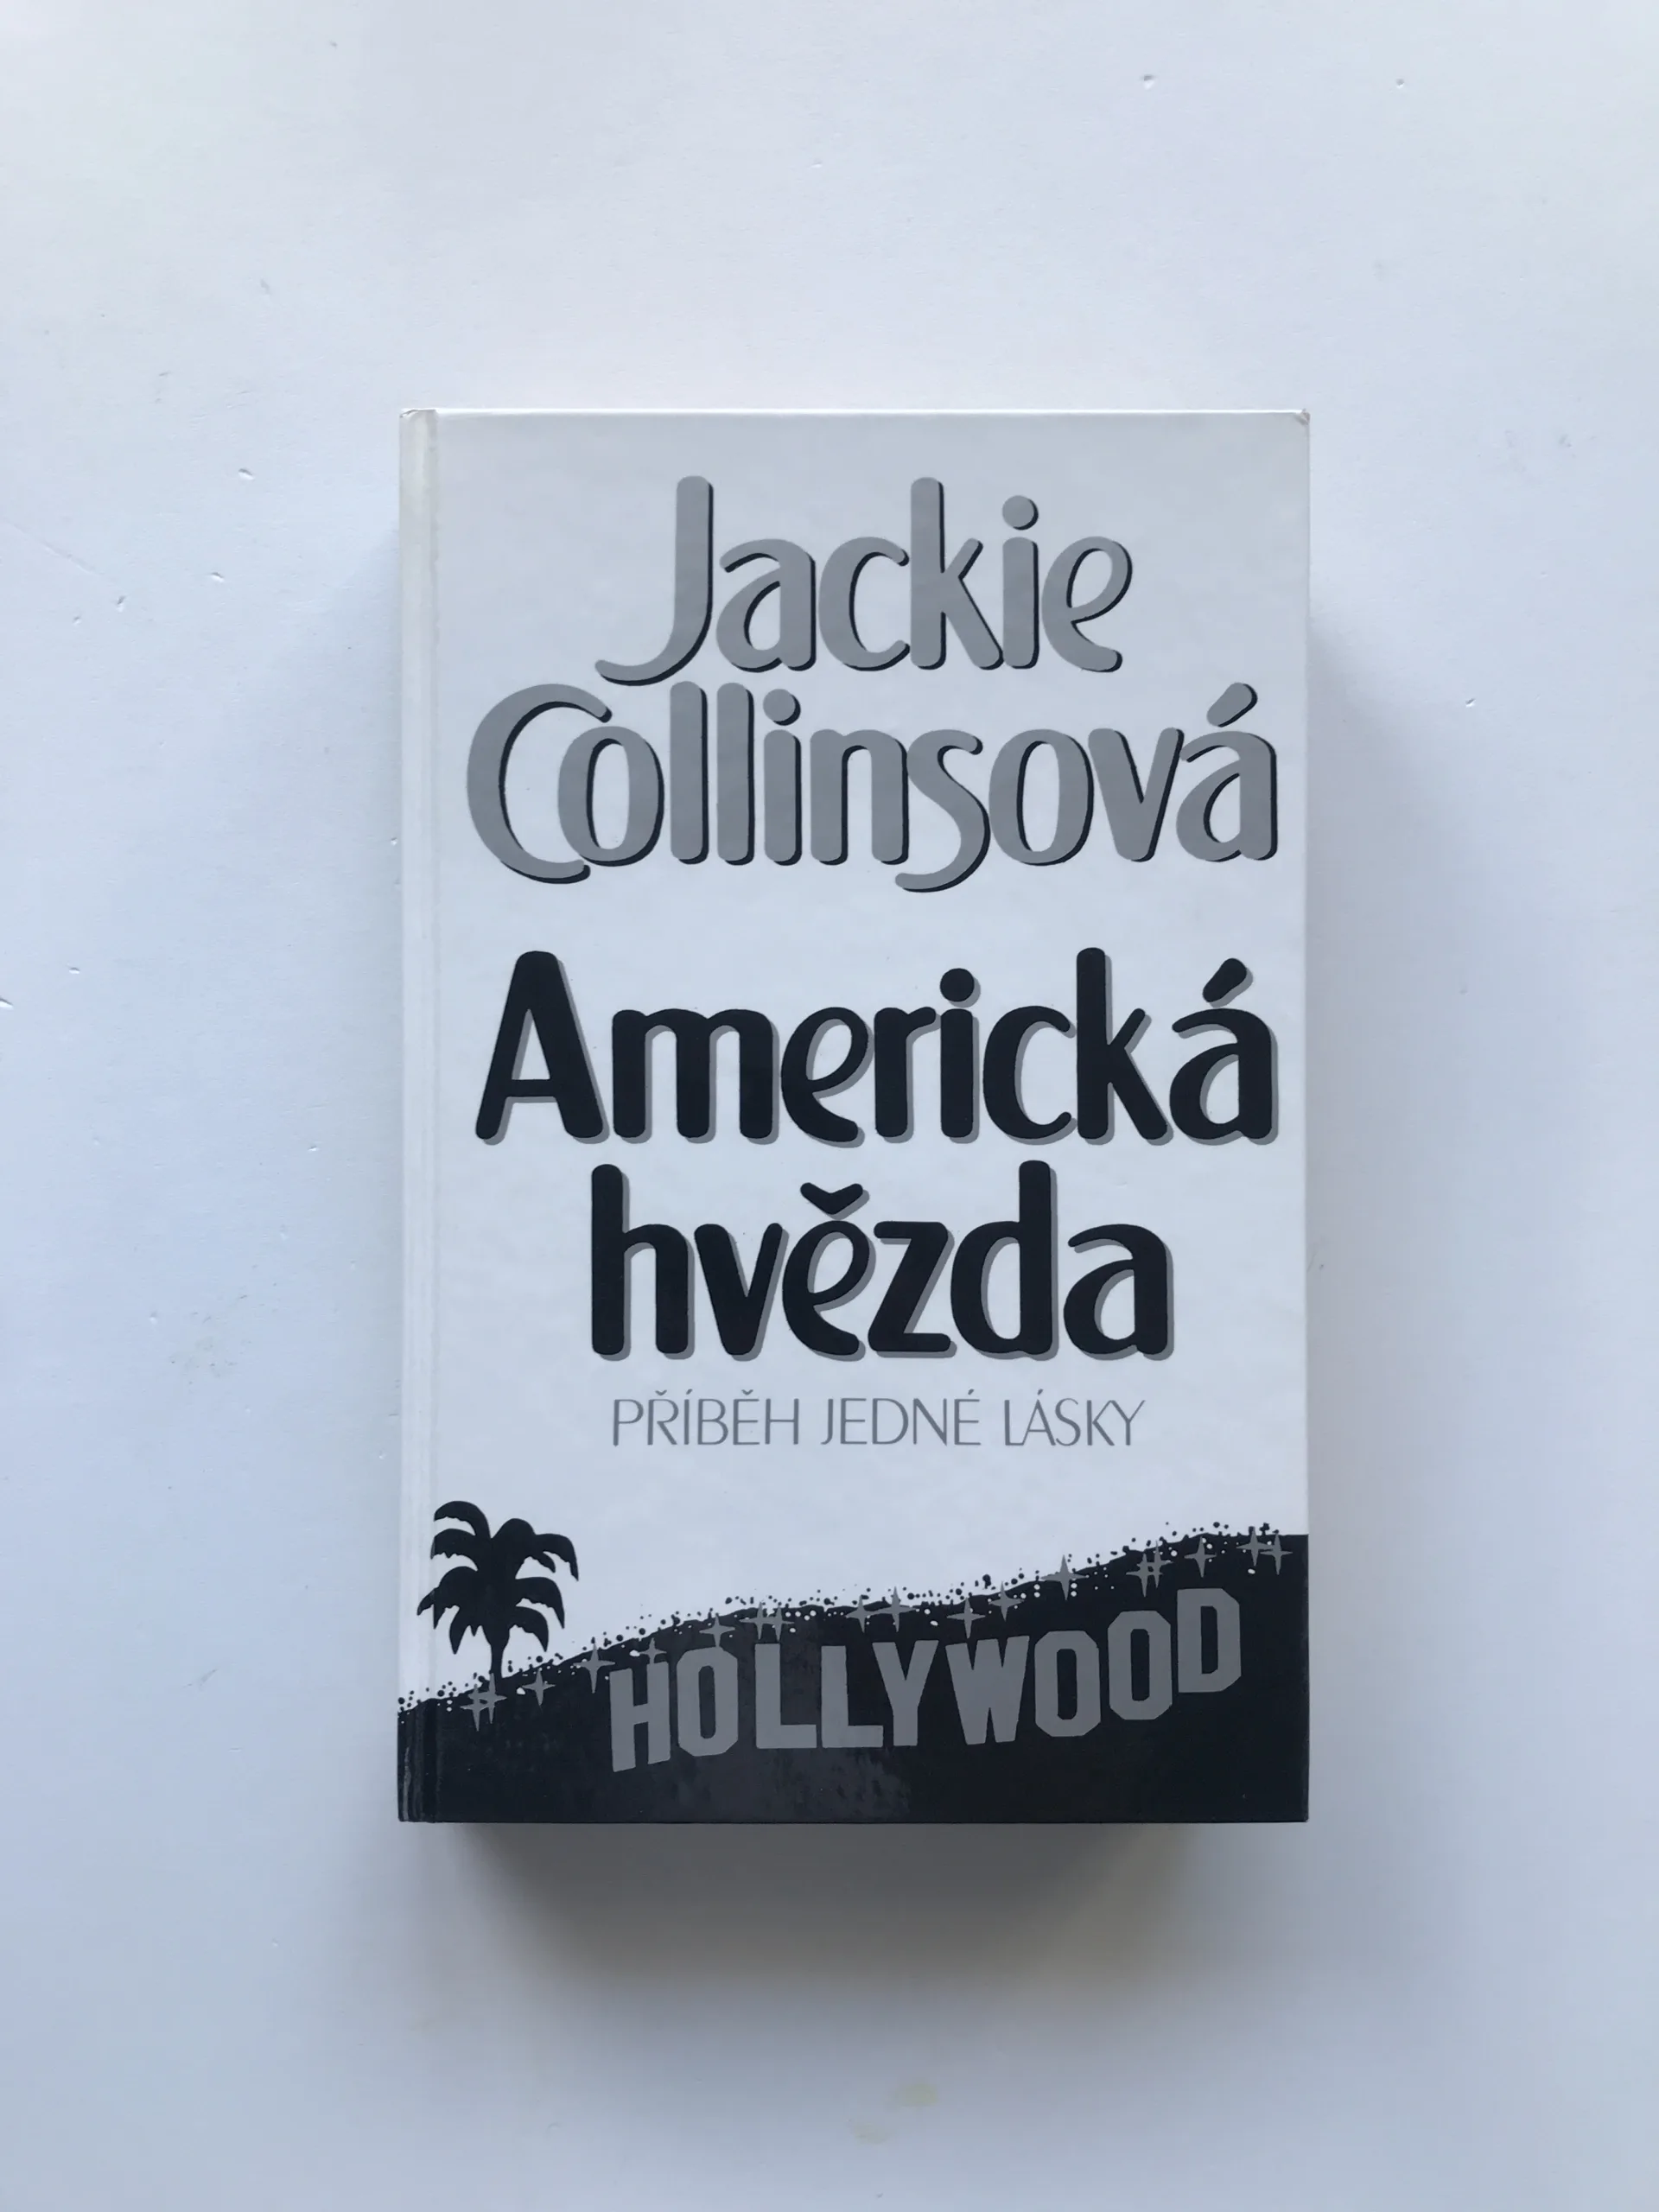 Jackie
Collinsová
Americká
hvězda
PŘÍBĚH JEDNÉ LÁSKY
HOLLYWOOD